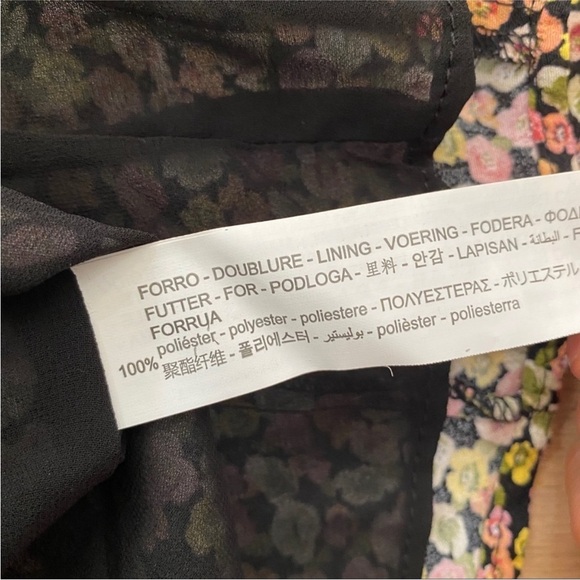 FORRO - DOUBLURE - LINING - VOERING - FODERA - ΦΟΔ
FUTTER - FOR - PODLOGA - 里料 - 안감 - LAPISAN - البطانة - F
FORRUA
poliéster - polyester - poliestere - ΠΟΛΥΕΣΤΕΡΑΣ - ポリエステル -
100% 聚酯纤维 - 폴리에스터 - بوليستير - polièster - poliesterra